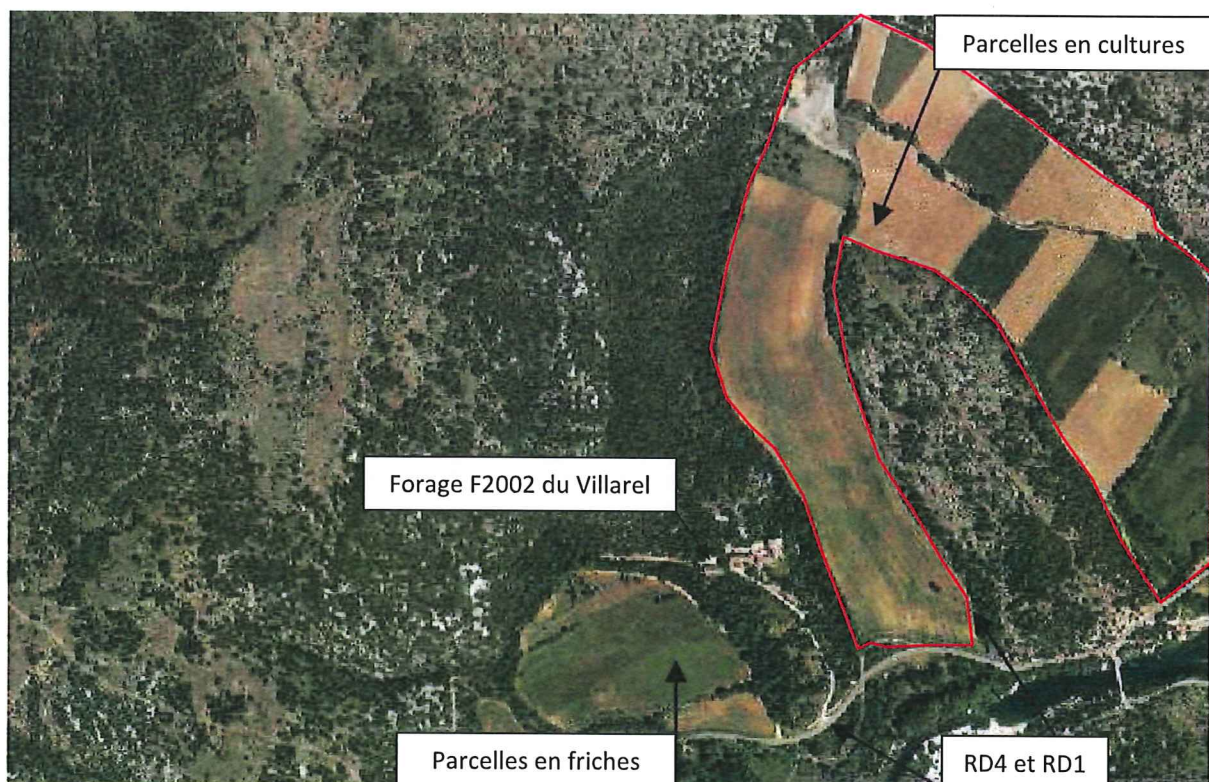 Parcelles en cultures
Forage F2002 du Villarel
Parcelles en friches
RD4 et RD1